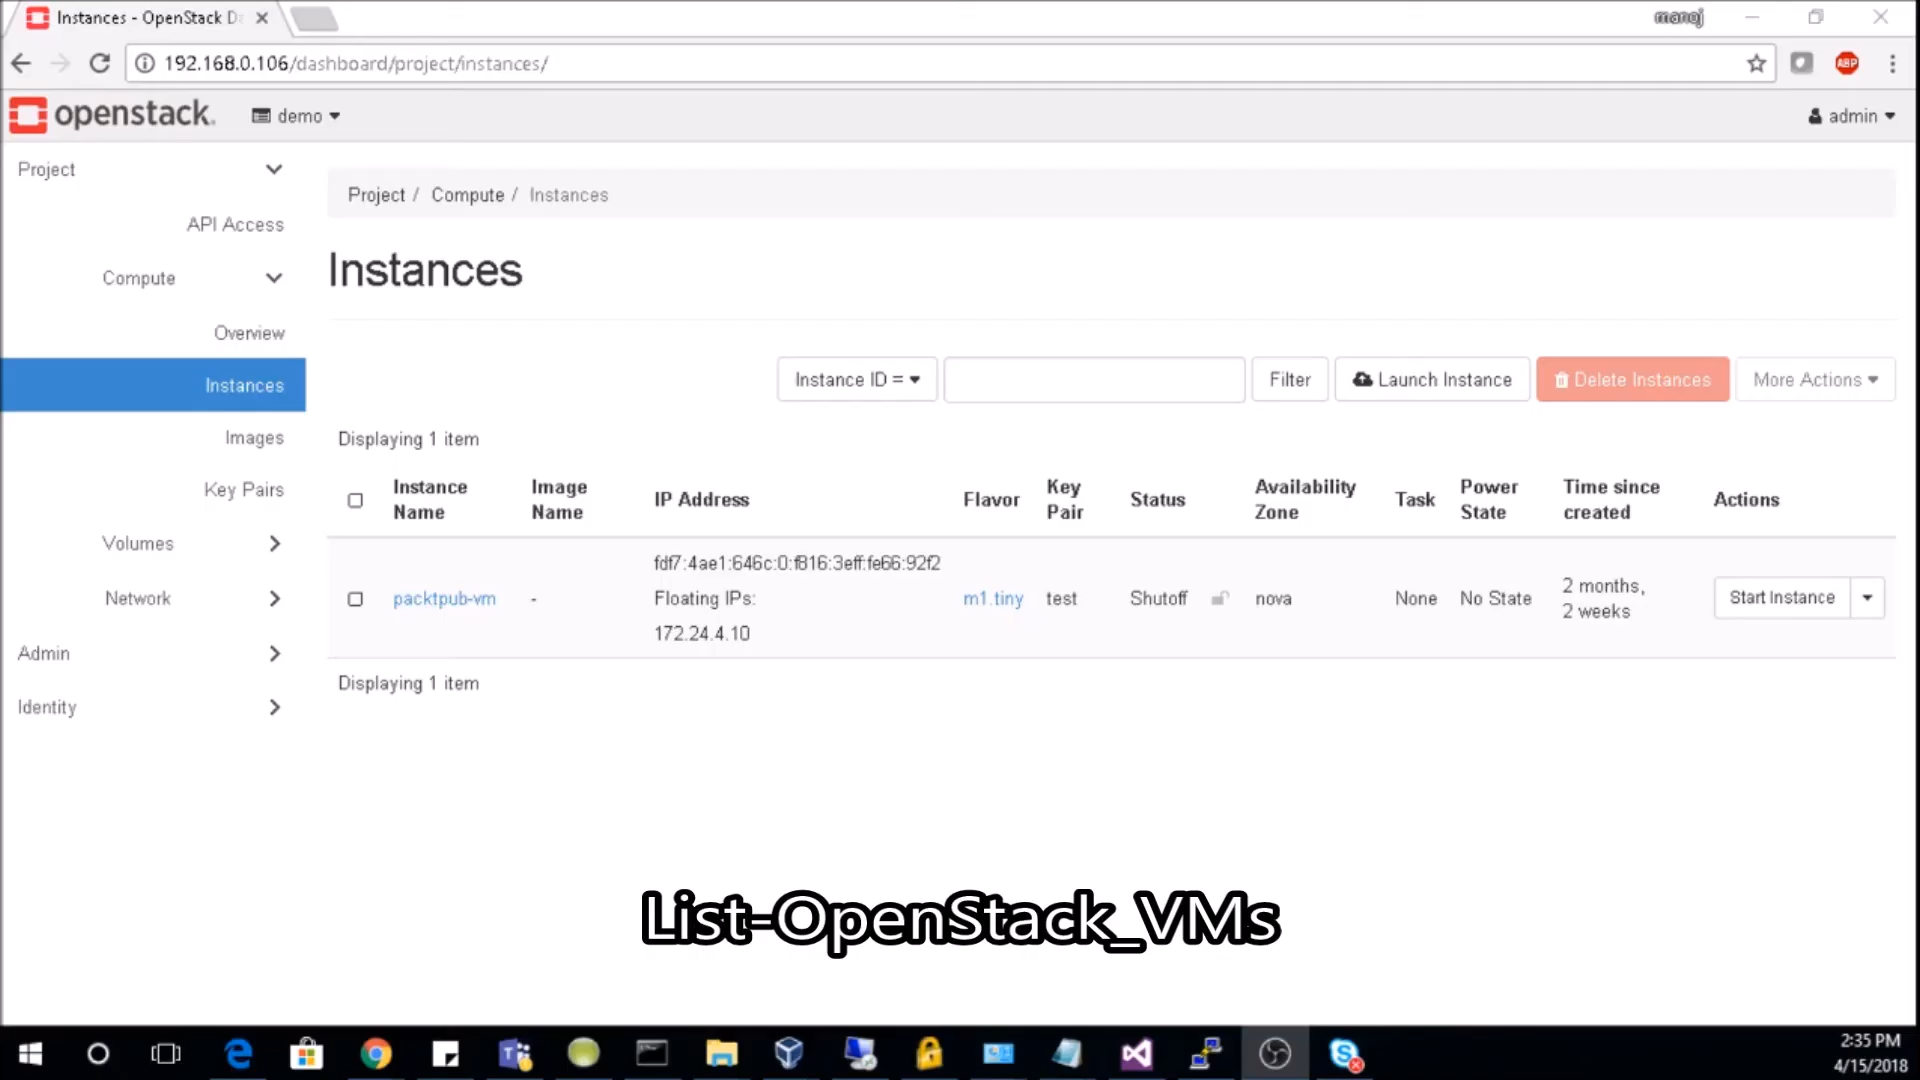 Instances - OpenStack Da
manoj
192.168.0.106/dashboard/project/instances/
ABP
openstack.
demo
admin
Project
API Access
Compute
Overview
Instances
Images
Key Pairs
Volumes
Network
Admin
Identity
Project / Compute / Instances
Instances
Instance ID =
Filter
Launch Instance
Delete Instances
More Actions
Displaying 1 item
Instance Name
Image Name
IP Address
Flavor
Key Pair
Status
Availability Zone
Task
Power State
Time since created
Actions
packtpub-vm
-
fdf7:4ae1:646c:0:f816:3eff:fe66:92f2
Floating IPs:
172.24.4.10
m1.tiny
test
Shutoff
nova
None
No State
2 months,
2 weeks
Start Instance
Displaying 1 item
List-OpenStack_VMs
2:35 PM
4/15/2018